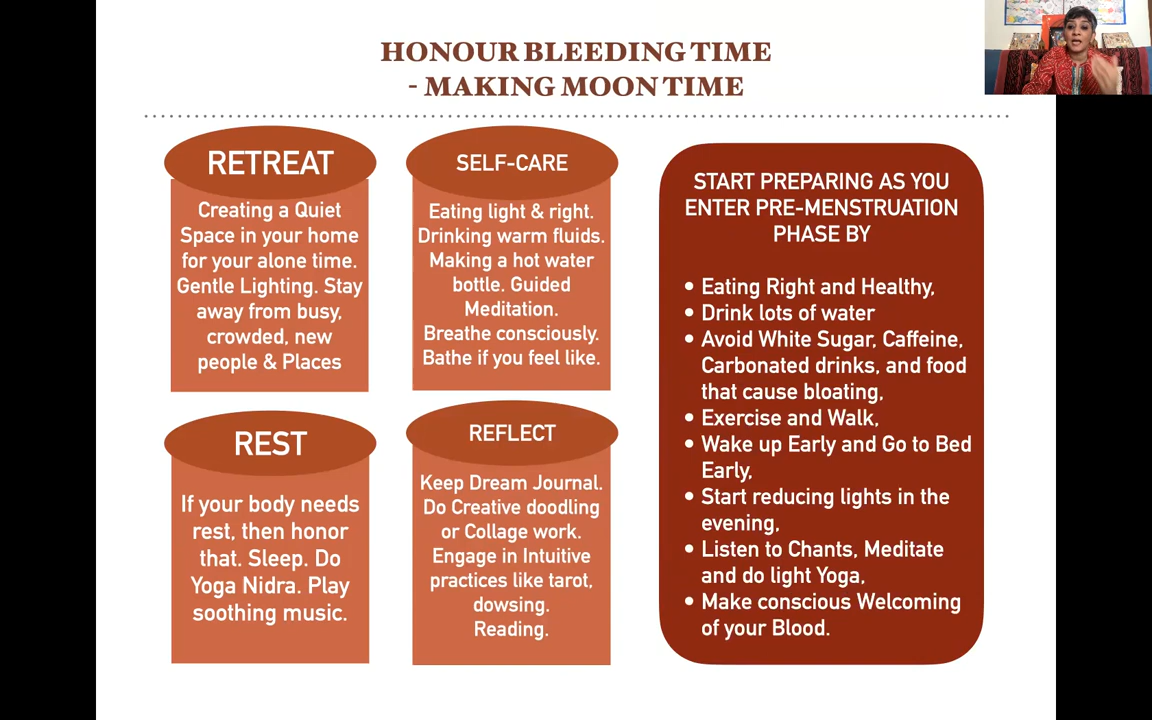 HONOUR BLEEDING TIME
- MAKING MOON TIME
RETREAT
Creating a Quiet
Space in your home
for your alone time.
Gentle Lighting. Stay
away from busy,
crowded, new
people & Places
SELF-CARE
Eating light & right.
Drinking warm fluids.
Making a hot water
bottle. Guided
Meditation.
Breathe consciously.
Bathe if you feel like.
REST
If your body needs
rest, then honor
that. Sleep. Do
Yoga Nidra. Play
soothing music.
REFLECT
Keep Dream Journal.
Do Creative doodling
or Collage work.
Engage in Intuitive
practices like tarot,
dowsing.
Reading.
START PREPARING AS YOU
ENTER PRE-MENSTRUATION
PHASE BY
• Eating Right and Healthy,
• Drink lots of water
• Avoid White Sugar, Caffeine,
Carbonated drinks, and food
that cause bloating,
• Exercise and Walk,
• Wake up Early and Go to Bed
Early,
• Start reducing lights in the
evening,
• Listen to Chants, Meditate
and do light Yoga,
• Make conscious Welcoming
of your Blood.